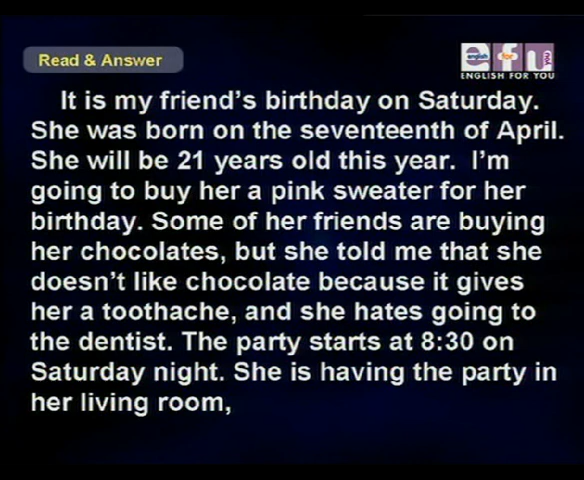 Read & Answer
english for you
ENGLISH FOR YOU
It is my friend's birthday on Saturday.
She was born on the seventeenth of April.
She will be 21 years old this year. I'm
going to buy her a pink sweater for her
birthday. Some of her friends are buying
her chocolates, but she told me that she
doesn't like chocolate because it gives
her a toothache, and she hates going to
the dentist. The party starts at 8:30 on
Saturday night. She is having the party in
her living room,